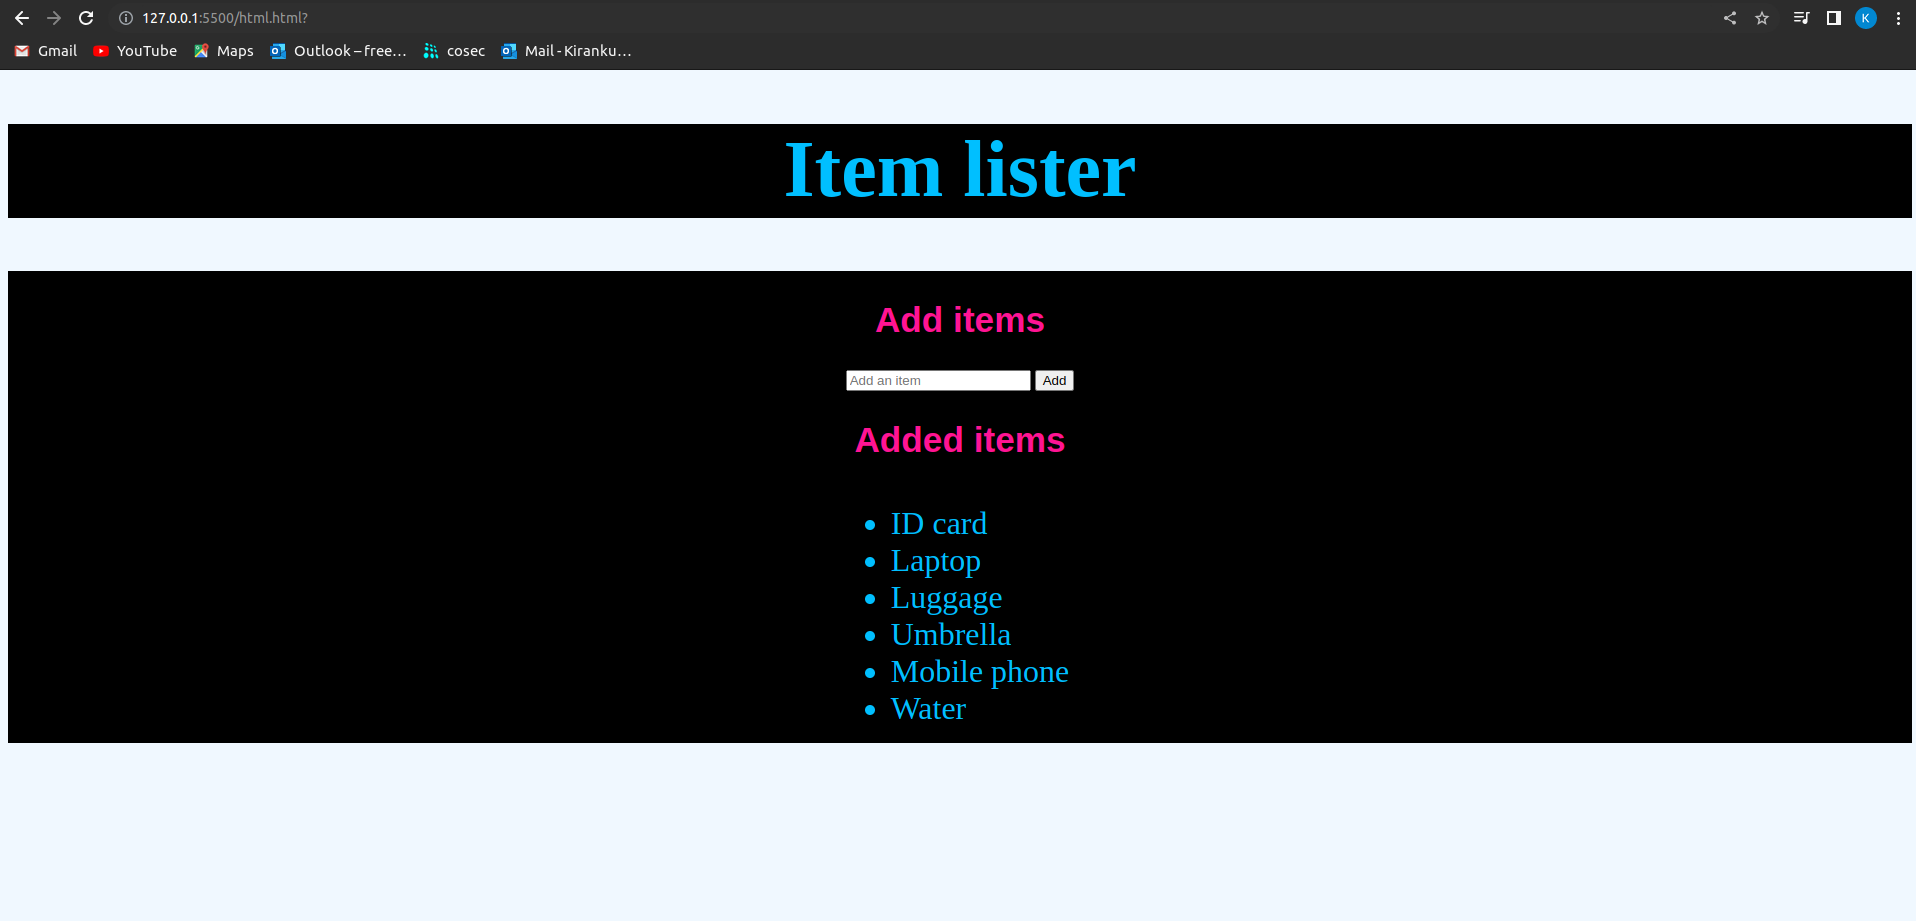 127.0.0.1:5500/html.html?
K
Gmail YouTube Maps Outlook – free... cosec Mail - Kiranku...
Item lister
Add items
Add an item Add
Added items
• ID card
• Laptop
• Luggage
• Umbrella
• Mobile phone
• Water